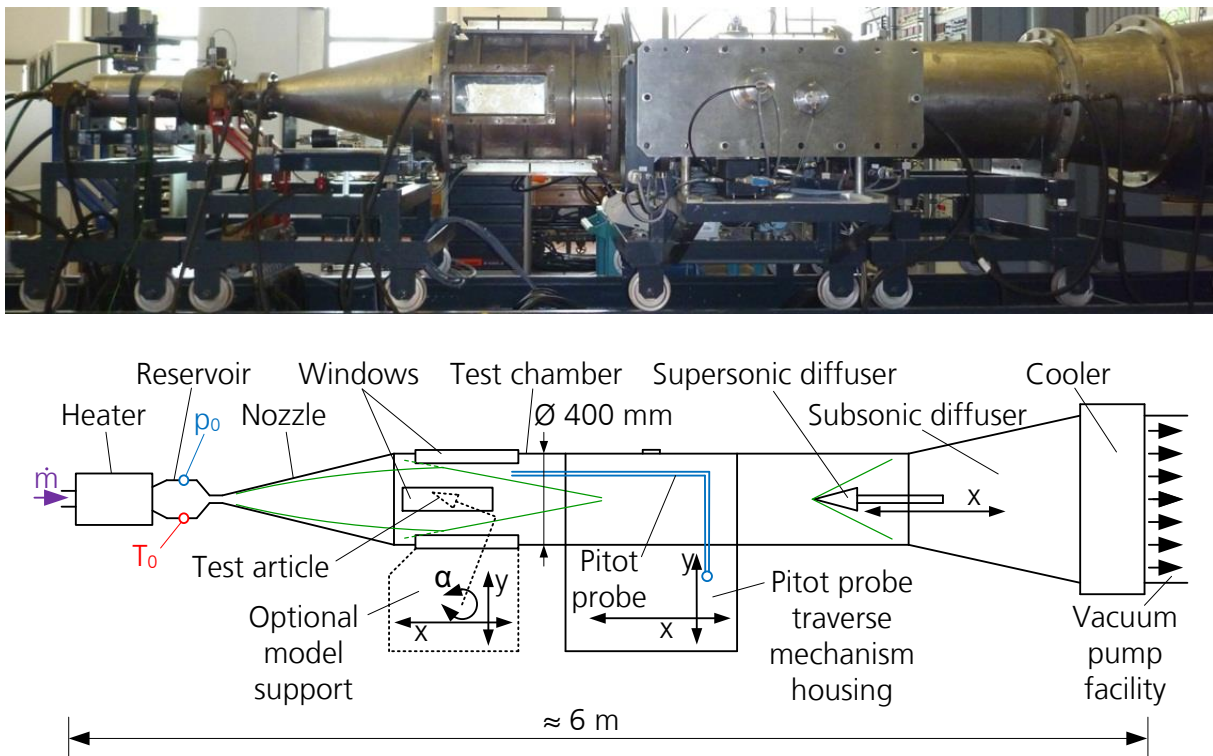 Reservoir
Windows
Test chamber
Supersonic diffuser
Cooler
Heater
p₀
Nozzle
Ø 400 mm
Subsonic diffuser
ṁ
x
T₀
Test article
Pitot
probe
y
α
y
x
x
Optional
model
support
Pitot probe
traverse
mechanism
housing
Vacuum
pump
facility
≈ 6 m